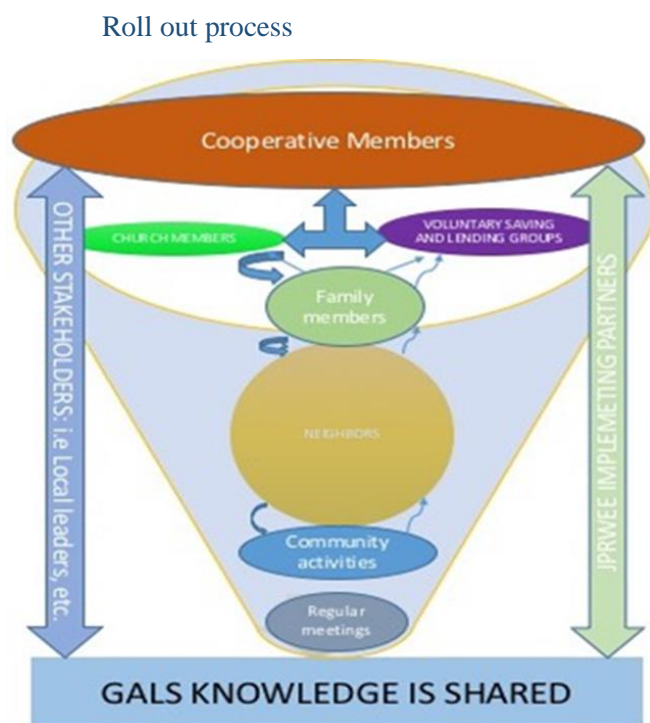 Roll out process
Cooperative Members
CHURCH MEMBERS
VOLUNTARY SAVING
AND LENDING GROUPS
Family
members
NEIGHBORS
Community
activities
Regular
meetings
OTHER STAKEHOLDERS: i.e Local leaders, etc.
JPRWEE IMPLEMETING PARTNERS
GALS KNOWLEDGE IS SHARED